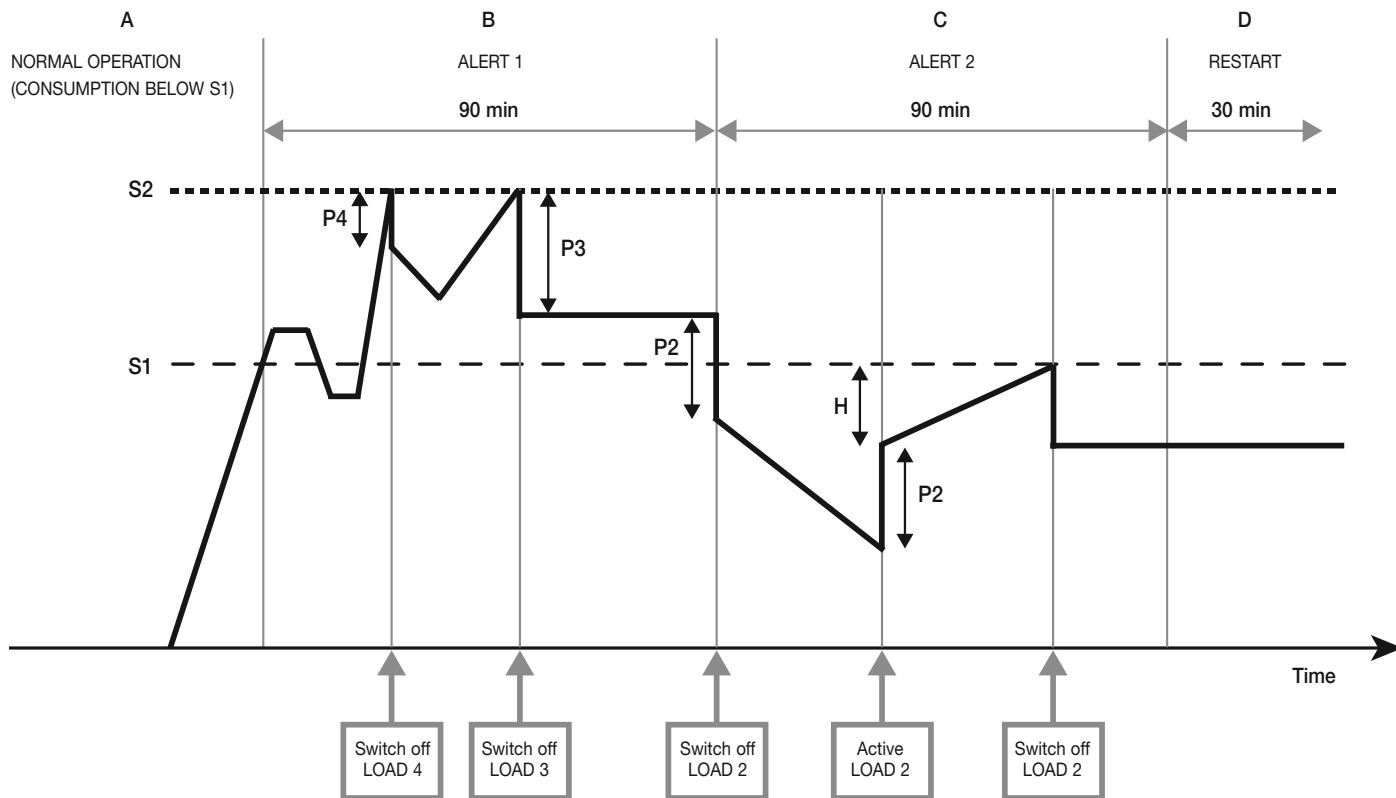 A
B
C
D
NORMAL OPERATION
(CONSUMPTION BELOW S1)
ALERT 1
ALERT 2
RESTART
90 min
90 min
30 min
S2
P4
P3
P2
S1
H
P2
Time
Switch off
LOAD 4
Switch off
LOAD 3
Switch off
LOAD 2
Active
LOAD 2
Switch off
LOAD 2